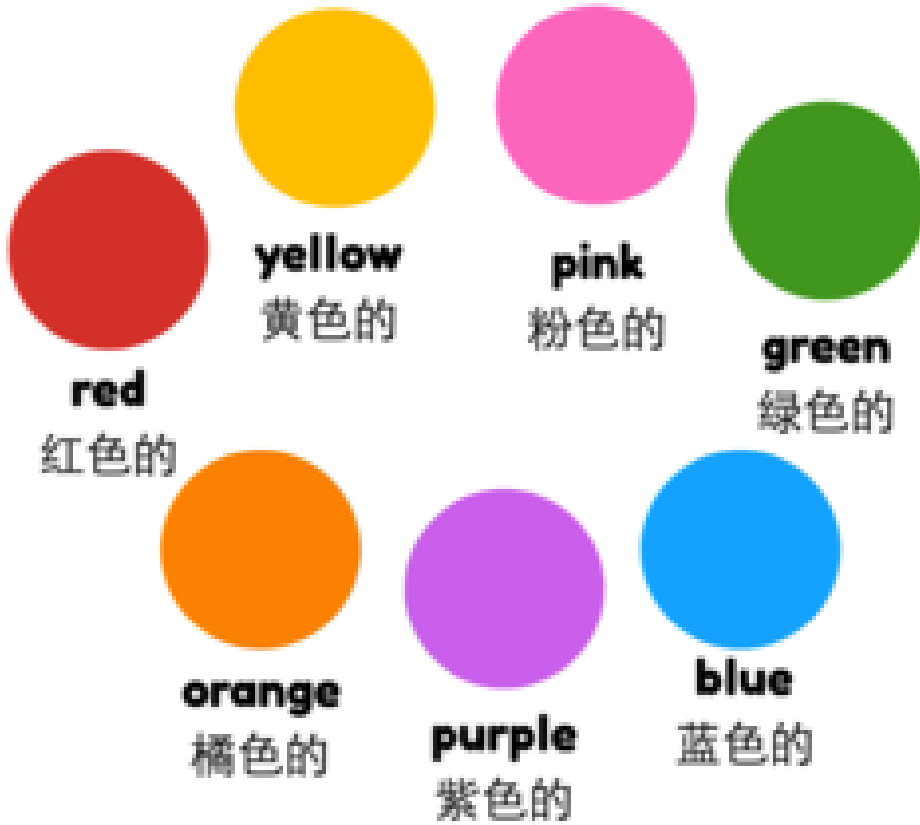 yellow
黄色的
pink
粉色的
green
绿色的
red
红色的
orange
橘色的
purple
紫色的
blue
蓝色的